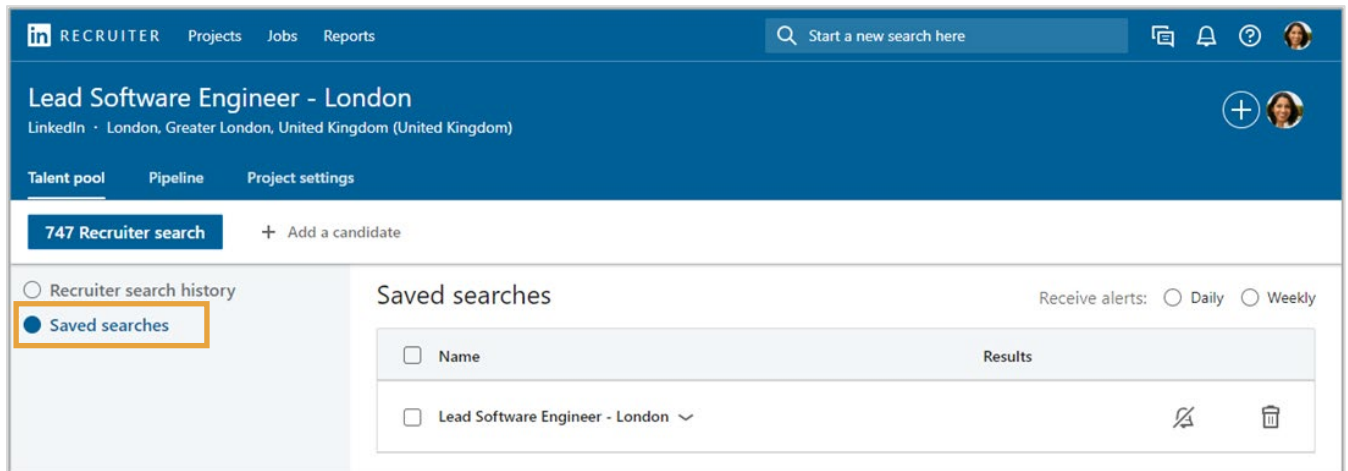 in RECRUITER Projects Jobs Reports Start a new search here
Lead Software Engineer - London
LinkedIn · London, Greater London, United Kingdom (United Kingdom)
Talent pool Pipeline Project settings
747 Recruiter search + Add a candidate
Recruiter search history
Saved searches
Saved searches
Receive alerts: Daily Weekly
Name Results
Lead Software Engineer - London